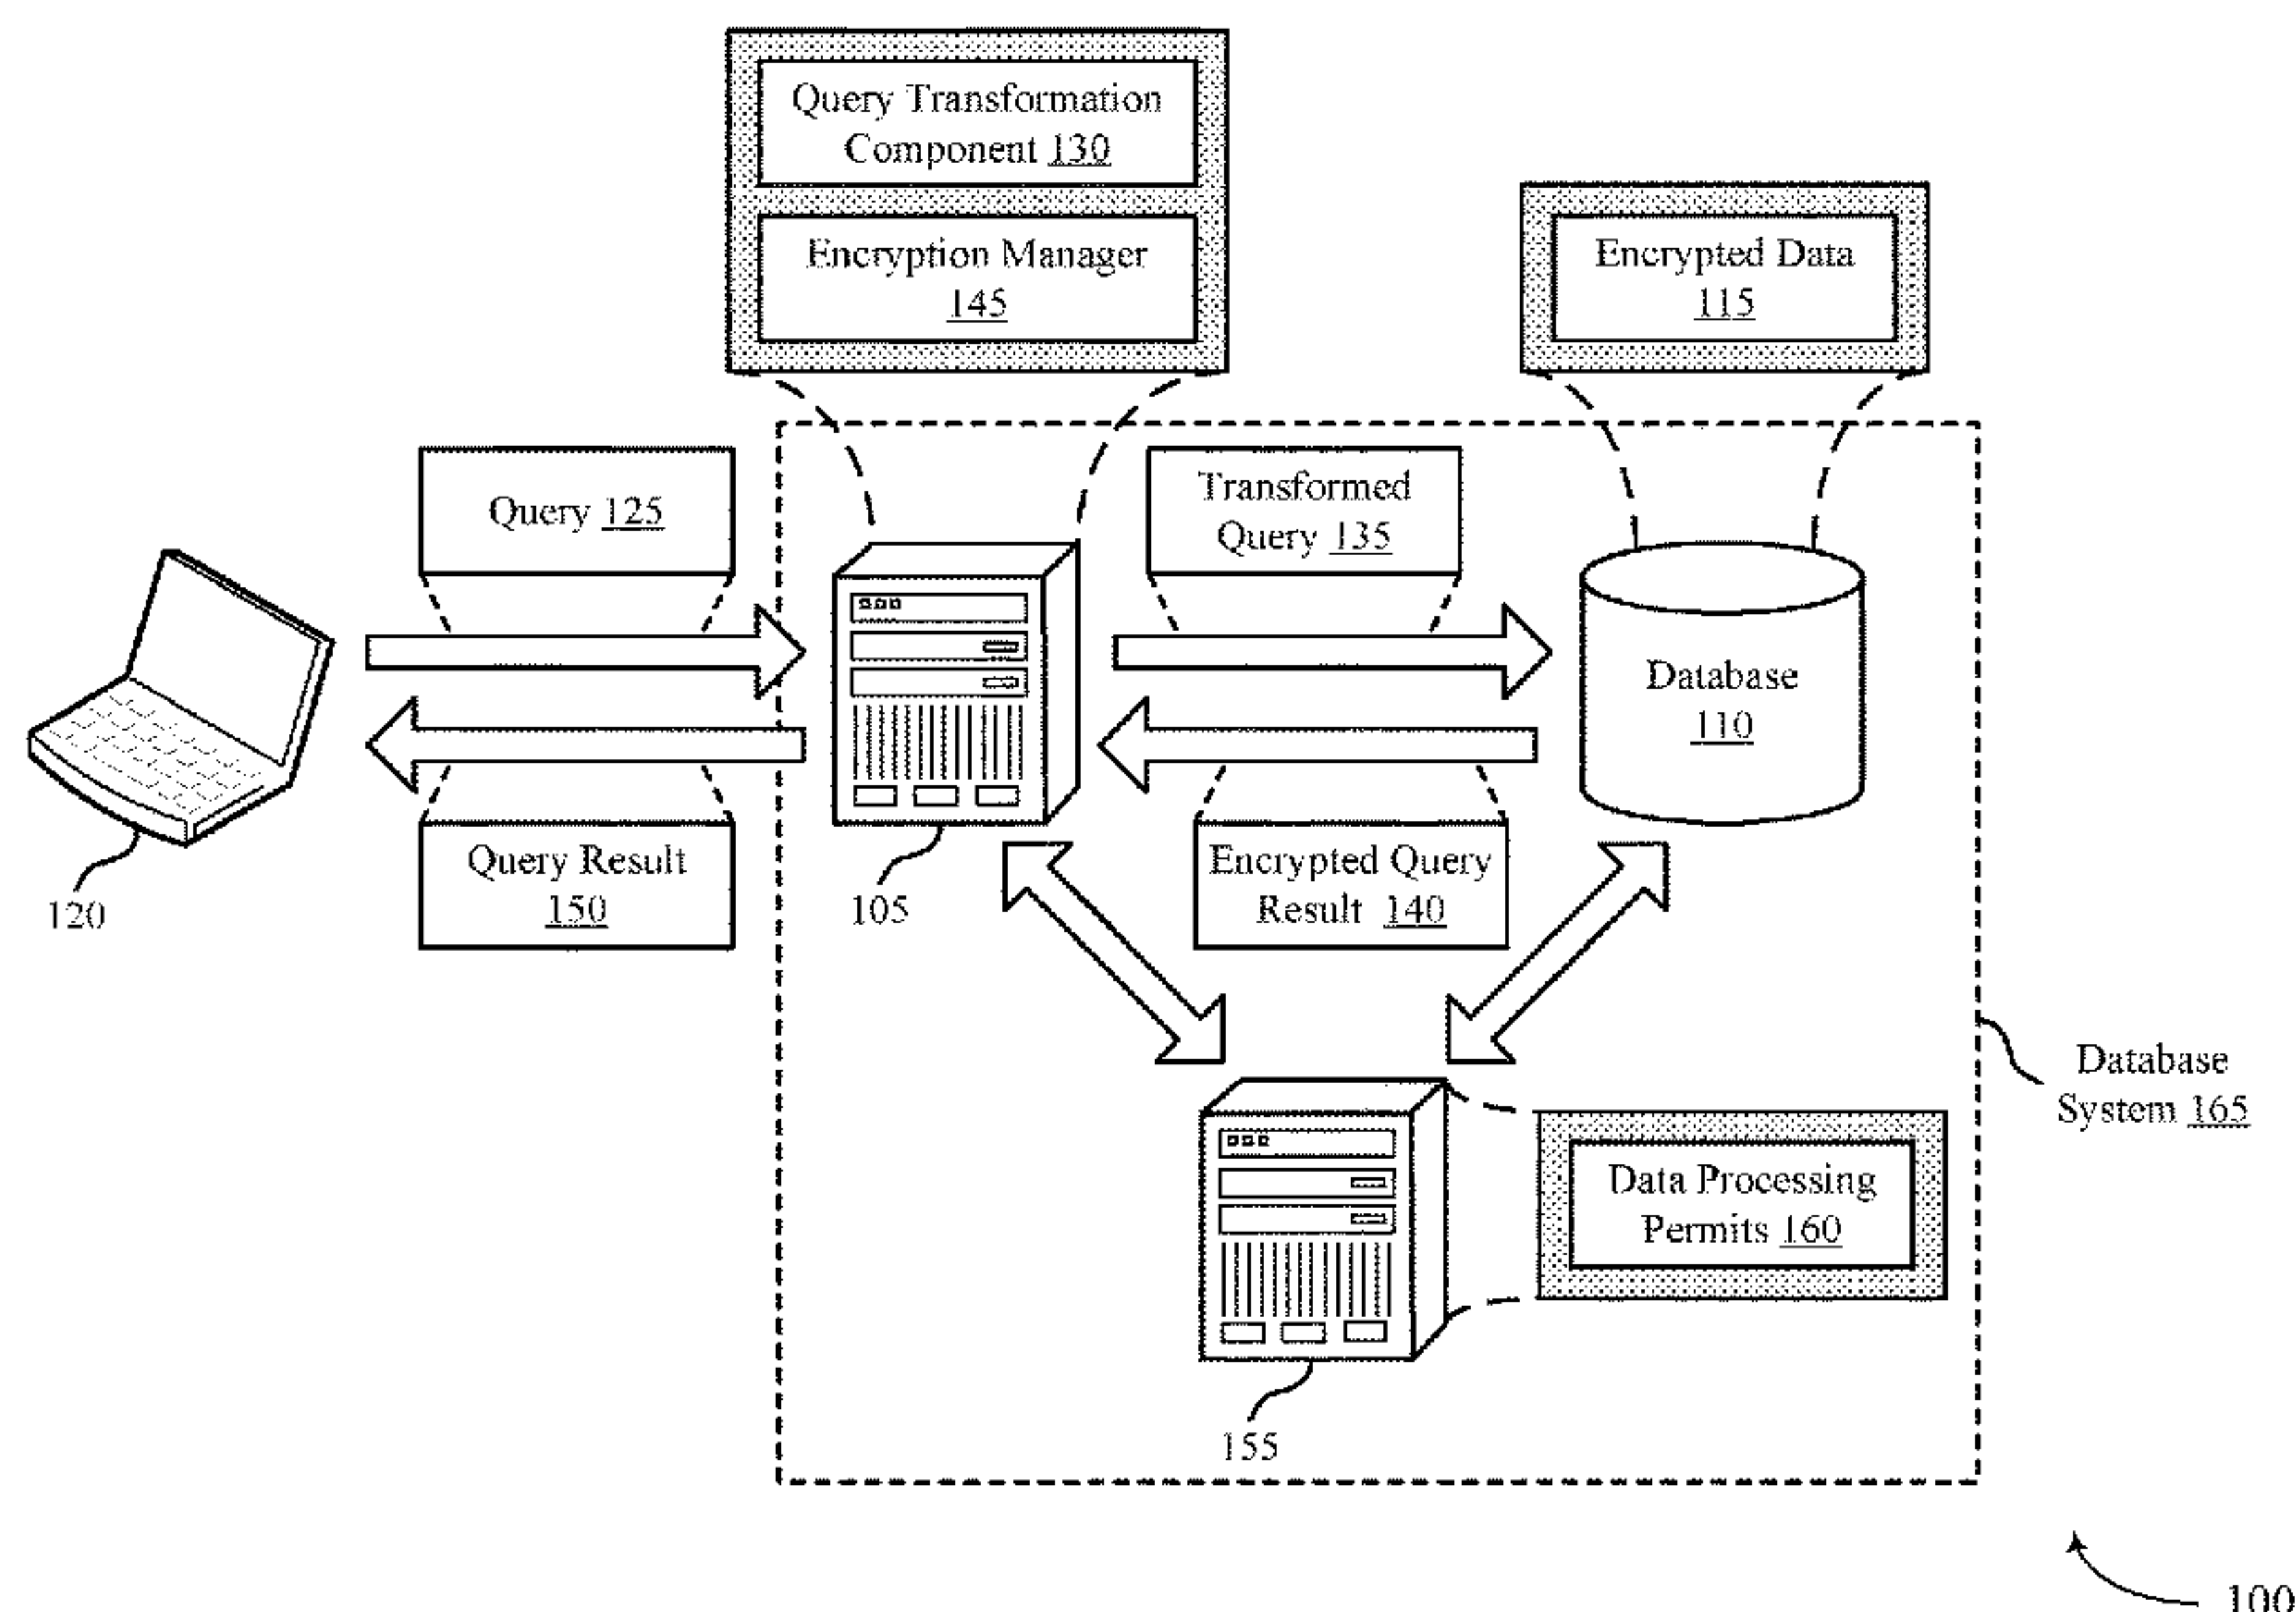 Query Transformation
Component 130
Encryption Manager
145
Encrypted Data
115
Query 125
Transformed
Query 135
Database
110
Query Result
150
Encrypted Query
Result 140
120
105
Database
System 165
Data Processing
Permits 160
155
100